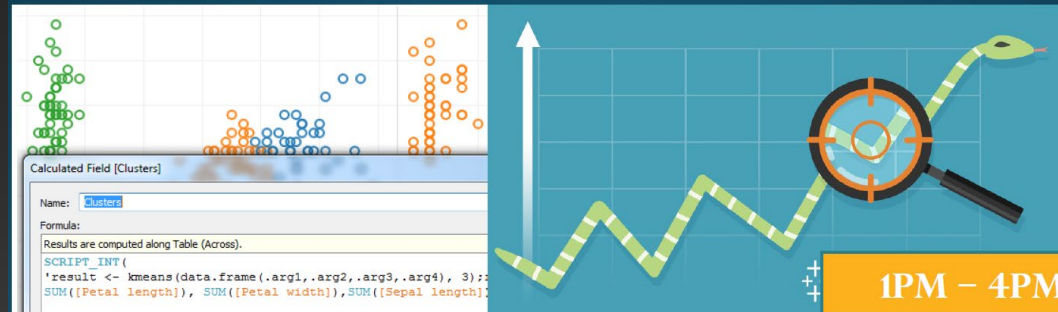 Calculated Field [Clusters]
Name: Clusters
Formula:
Results are computed along Table (Across).
SCRIPT_INT(
'result <- kmeans(data.frame(.arg1,.arg2,.arg3,.arg4), 3);
SUM([Petal length]), SUM([Petal width]),SUM([Sepal length]
1PM – 4PM